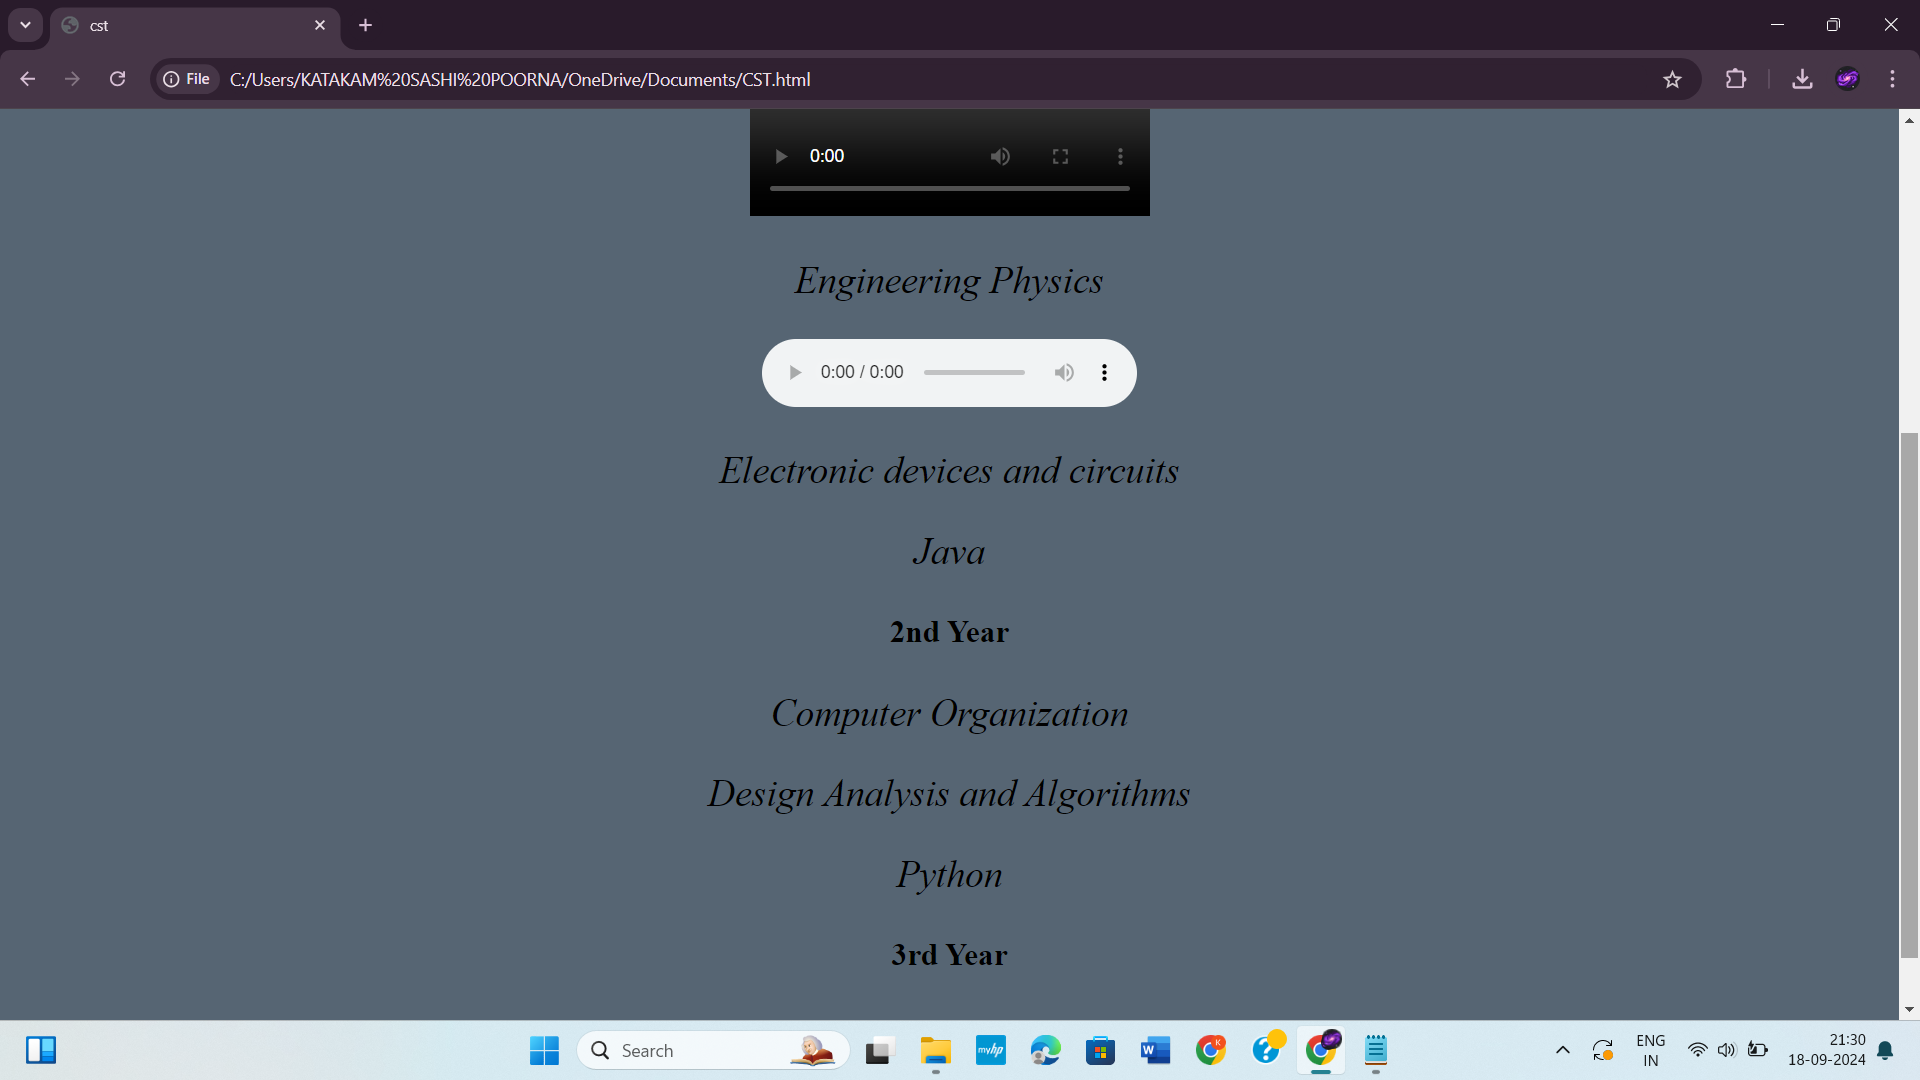 cst
File
C:/Users/KATAKAM%20SASHI%20POORNA/OneDrive/Documents/CST.html
0:00
Engineering Physics
0:00 / 0:00
Electronic devices and circuits
Java
2nd Year
Computer Organization
Design Analysis and Algorithms
Python
3rd Year
Search
myhp
W
K
?
ENG
IN
21:30
18-09-2024